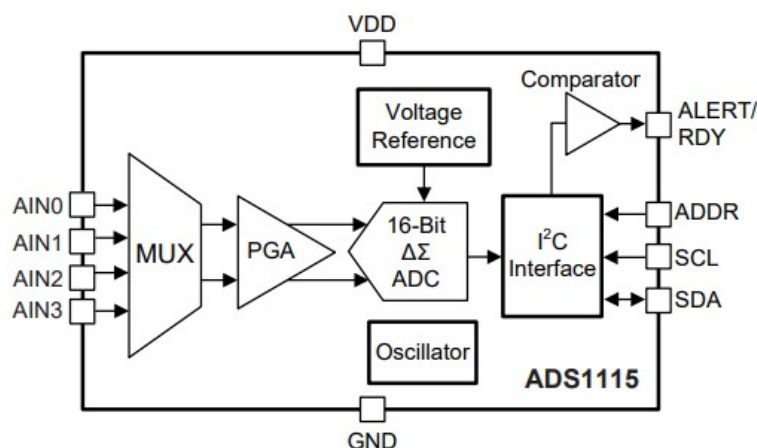 VDD
Comparator
Voltage
Reference
ALERT/
RDY
AIN0
AIN1
AIN2
AIN3
MUX
PGA
16-Bit
ΔΣ
ADC
I²C
Interface
ADDR
SCL
SDA
Oscillator
ADS1115
GND